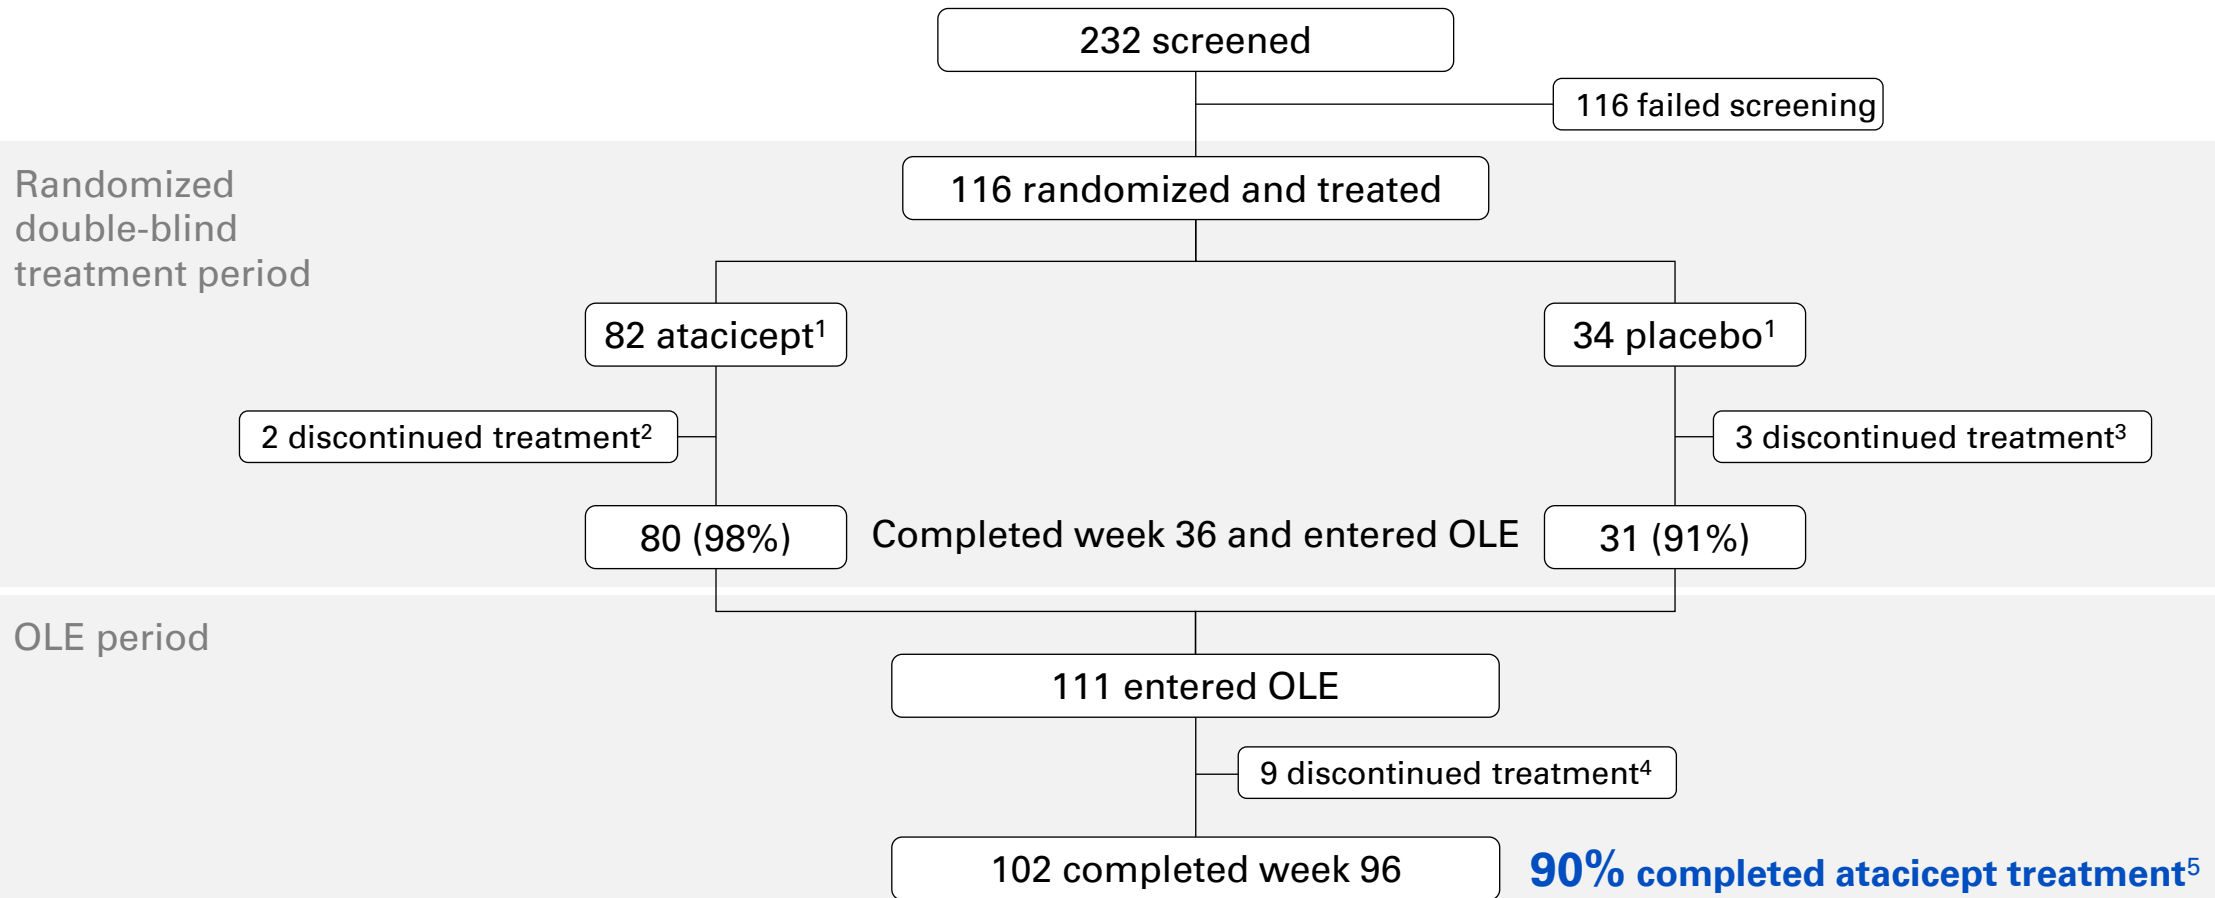 232 screened
116 failed screening
Randomized
double-blind
treatment period
116 randomized and treated
82 atacicept¹
34 placebo¹
2 discontinued treatment²
3 discontinued treatment³
80 (98%)
Completed week 36 and entered OLE
31 (91%)
OLE period
111 entered OLE
9 discontinued treatment⁴
102 completed week 96
90% completed atacicept treatment⁵